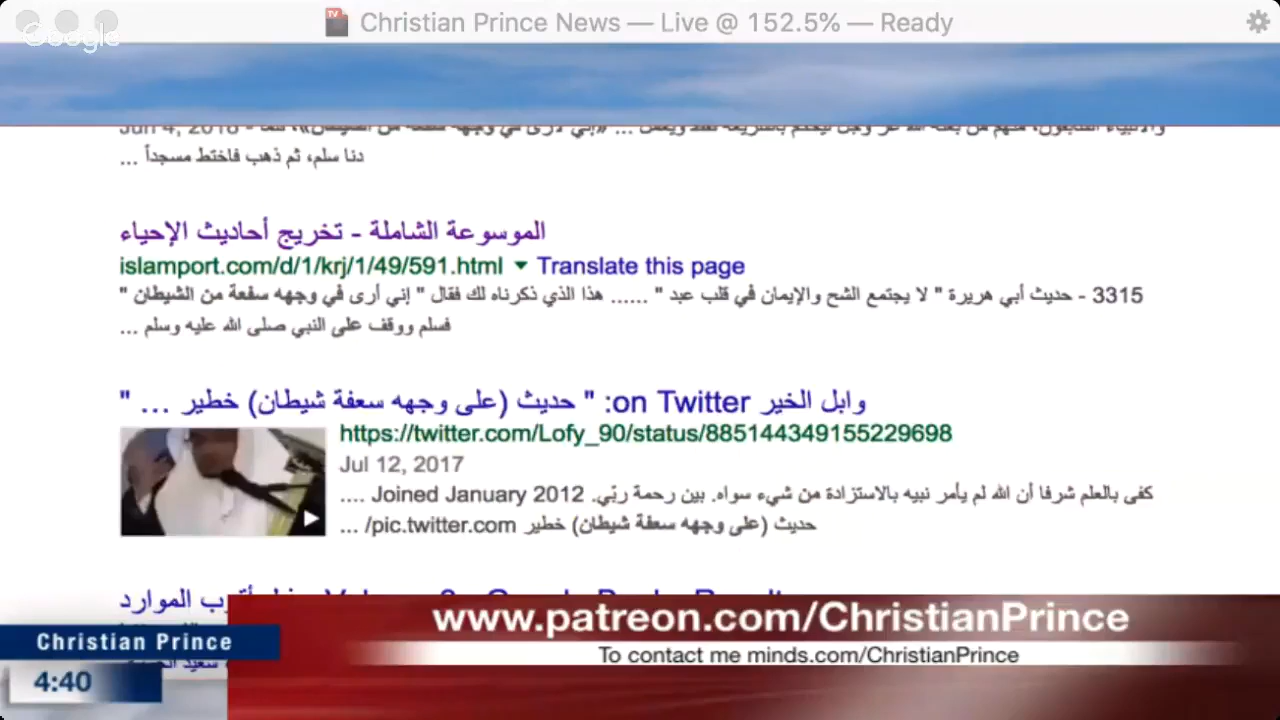 Christian Prince News — Live @ 152.5% — Ready
Google
دنا سلم، ثم ذهب فاختط مسجداً ...
الموسوعة الشاملة - تخريج أحاديث الإحياء
islamport.com/d/1/krj/1/49/591.html ▼ Translate this page
3315 - حديث أبي هريرة " لا يجتمع الشح والإيمان في قلب عبد " ...... هذا الذي ذكرناه لك فقال " إني أرى في وجهه سفعة من الشيطان "
فسلم ووقف على النبي صلى الله عليه وسلم ...
وابل الخير on Twitter: " حديث (على وجهه سعفة شيطان) خطير ... "
https://twitter.com/Lofy_90/status/885144349155229698
Jul 12, 2017
كفى بالعلم شرفا أن الله لم يأمر نبيه بالاستزادة من شيء سواه. بين رحمة ربّي. Joined January 2012 ....
حديث (على وجهه سعفة شيطان) خطير pic.twitter.com/ ...
الموارد
www.patreon.com/ChristianPrince
To contact me minds.com/ChristianPrince
Christian Prince
4:40